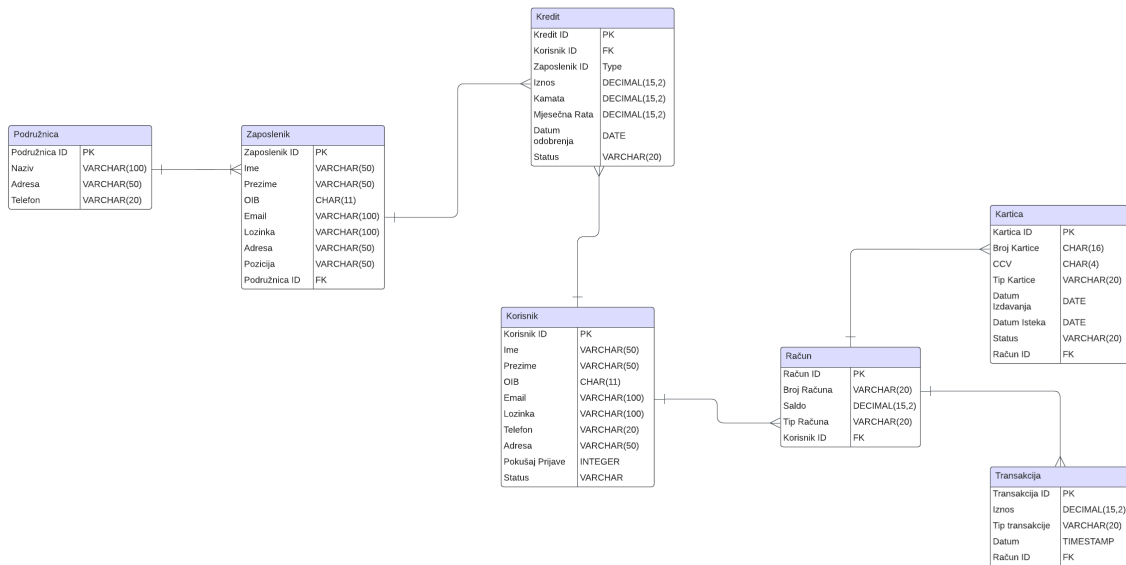 Kredit
Kredit ID PK
Korisnik ID FK
Zaposlenik ID Type
Iznos DECIMAL(15,2)
Kamata DECIMAL(15,2)
Mjesečna Rata DECIMAL(15,2)
Datum
odobrenja DATE
Status VARCHAR(20)
Podružnica
Podružnica ID PK
Naziv VARCHAR(100)
Adresa VARCHAR(50)
Telefon VARCHAR(20)
Zaposlenik
Zaposlenik ID PK
Ime VARCHAR(50)
Prezime VARCHAR(50)
OIB CHAR(11)
Email VARCHAR(100)
Lozinka VARCHAR(100)
Adresa VARCHAR(50)
Pozicija VARCHAR(50)
Podružnica ID FK
Kartica
Kartica ID PK
Broj Kartice CHAR(16)
CCV CHAR(4)
Tip Kartice VARCHAR(20)
Datum
Izdavanja DATE
Datum Isteka DATE
Status VARCHAR(20)
Račun ID FK
Korisnik
Korisnik ID PK
Ime VARCHAR(50)
Prezime VARCHAR(50)
OIB CHAR(11)
Email VARCHAR(100)
Lozinka VARCHAR(100)
Telefon VARCHAR(20)
Adresa VARCHAR(50)
Pokušaj Prijave INTEGER
Status VARCHAR
Račun
Račun ID PK
Broj Računa VARCHAR(20)
Saldo DECIMAL(15,2)
Tip Računa VARCHAR(20)
Korisnik ID FK
Transakcija
Transakcija ID PK
Iznos DECIMAL(15,2)
Tip transakcije VARCHAR(20)
Datum TIMESTAMP
Račun ID FK